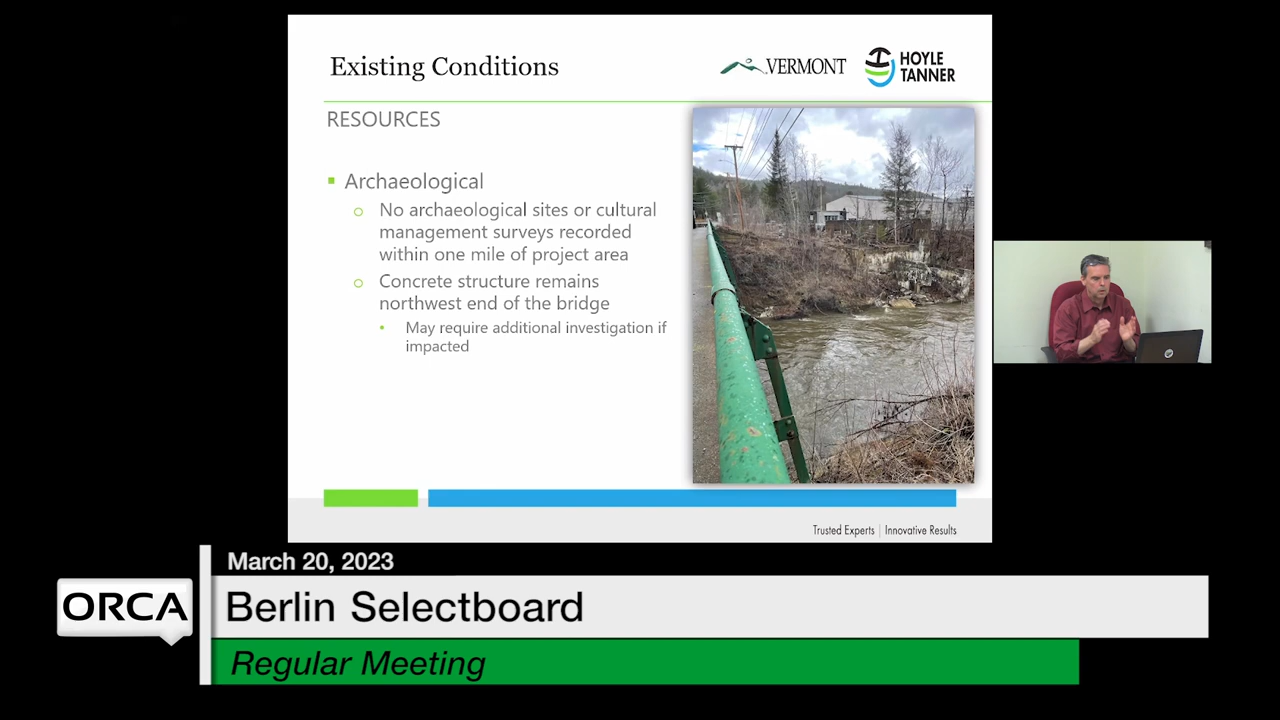 Existing Conditions
VERMONT
HOYLE
TANNER
RESOURCES
Archaeological
No archaeological sites or cultural
management surveys recorded
within one mile of project area
Concrete structure remains
northwest end of the bridge
May require additional investigation if
impacted
Trusted Experts | Innovative Results
March 20, 2023
ORCA
Berlin Selectboard
Regular Meeting